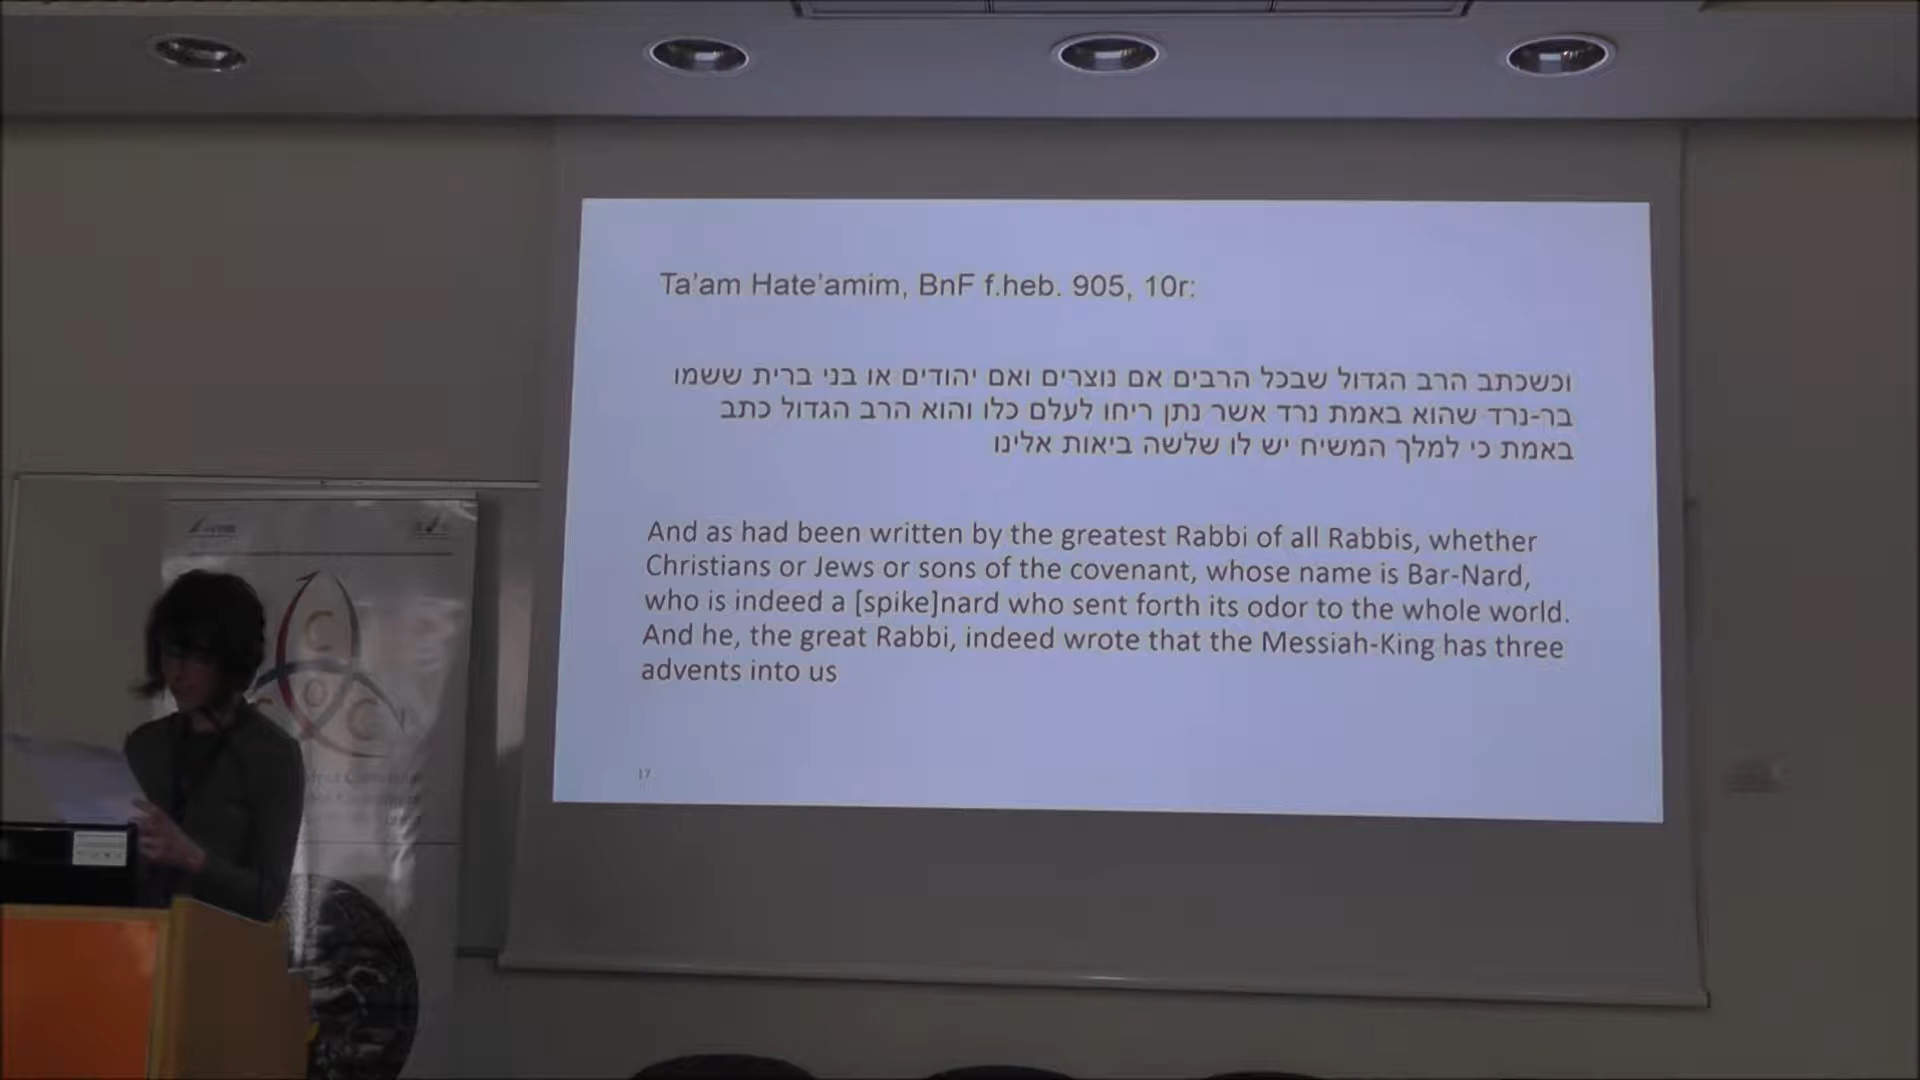 Ta'am Hate'amim, BnF f.heb. 905, 10r:
וכשכתב הרב הגדול שבכל הרבים אם נוצרים ואם יהודים או בני ברית ששמו
בר-נרד שהוא באמת נרד אשר נתן ריחו לעלם כלו והוא הרב הגדול כתב
באמת כי למלך המשיח יש לו שלשה ביאות אלינו
And as had been written by the greatest Rabbi of all Rabbis, whether
Christians or Jews or sons of the covenant, whose name is Bar-Nard,
who is indeed a [spike]nard who sent forth its odor to the whole world.
And he, the great Rabbi, indeed wrote that the Messiah-King has three
advents into us
17
C
O
C